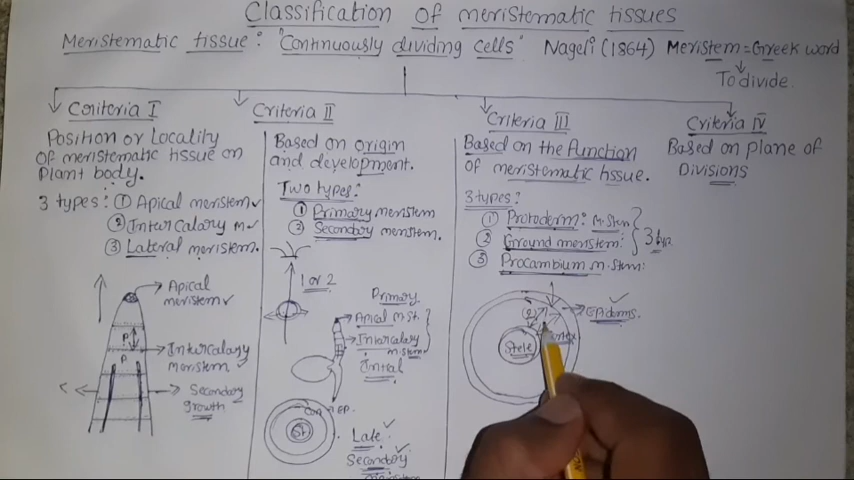 Classification of meristematic tissues
Meristematic tissue: "Continuously dividing cells" Nageli (1864) Meristem = Greek word
To divide.
Criteria I
Position or Locality
of meristematic tissue on
Plant body.
3 types: ① Apical meristem
② Intercalary m
③ Lateral meristem.
Apical
meristem
P
P
Intercalary
meristem
Secondary
growth
Criteria II
Based on origin
and development.
Two types:
① Primary meristem
② Secondary meristem.
1 or 2
Primary
Apical m.st.
Intercalary
m.stem
Initial
EP.
St
Late
Secondary
Criteria III
Based on the function
of meristematic tissue.
3 types:
① Protoderm: m.stem
② Ground meristem:
③ Procambium m.stem:
3 typ.
(2)
Epiderms.
Stele
Criteria IV
Based on plane of
Divisions